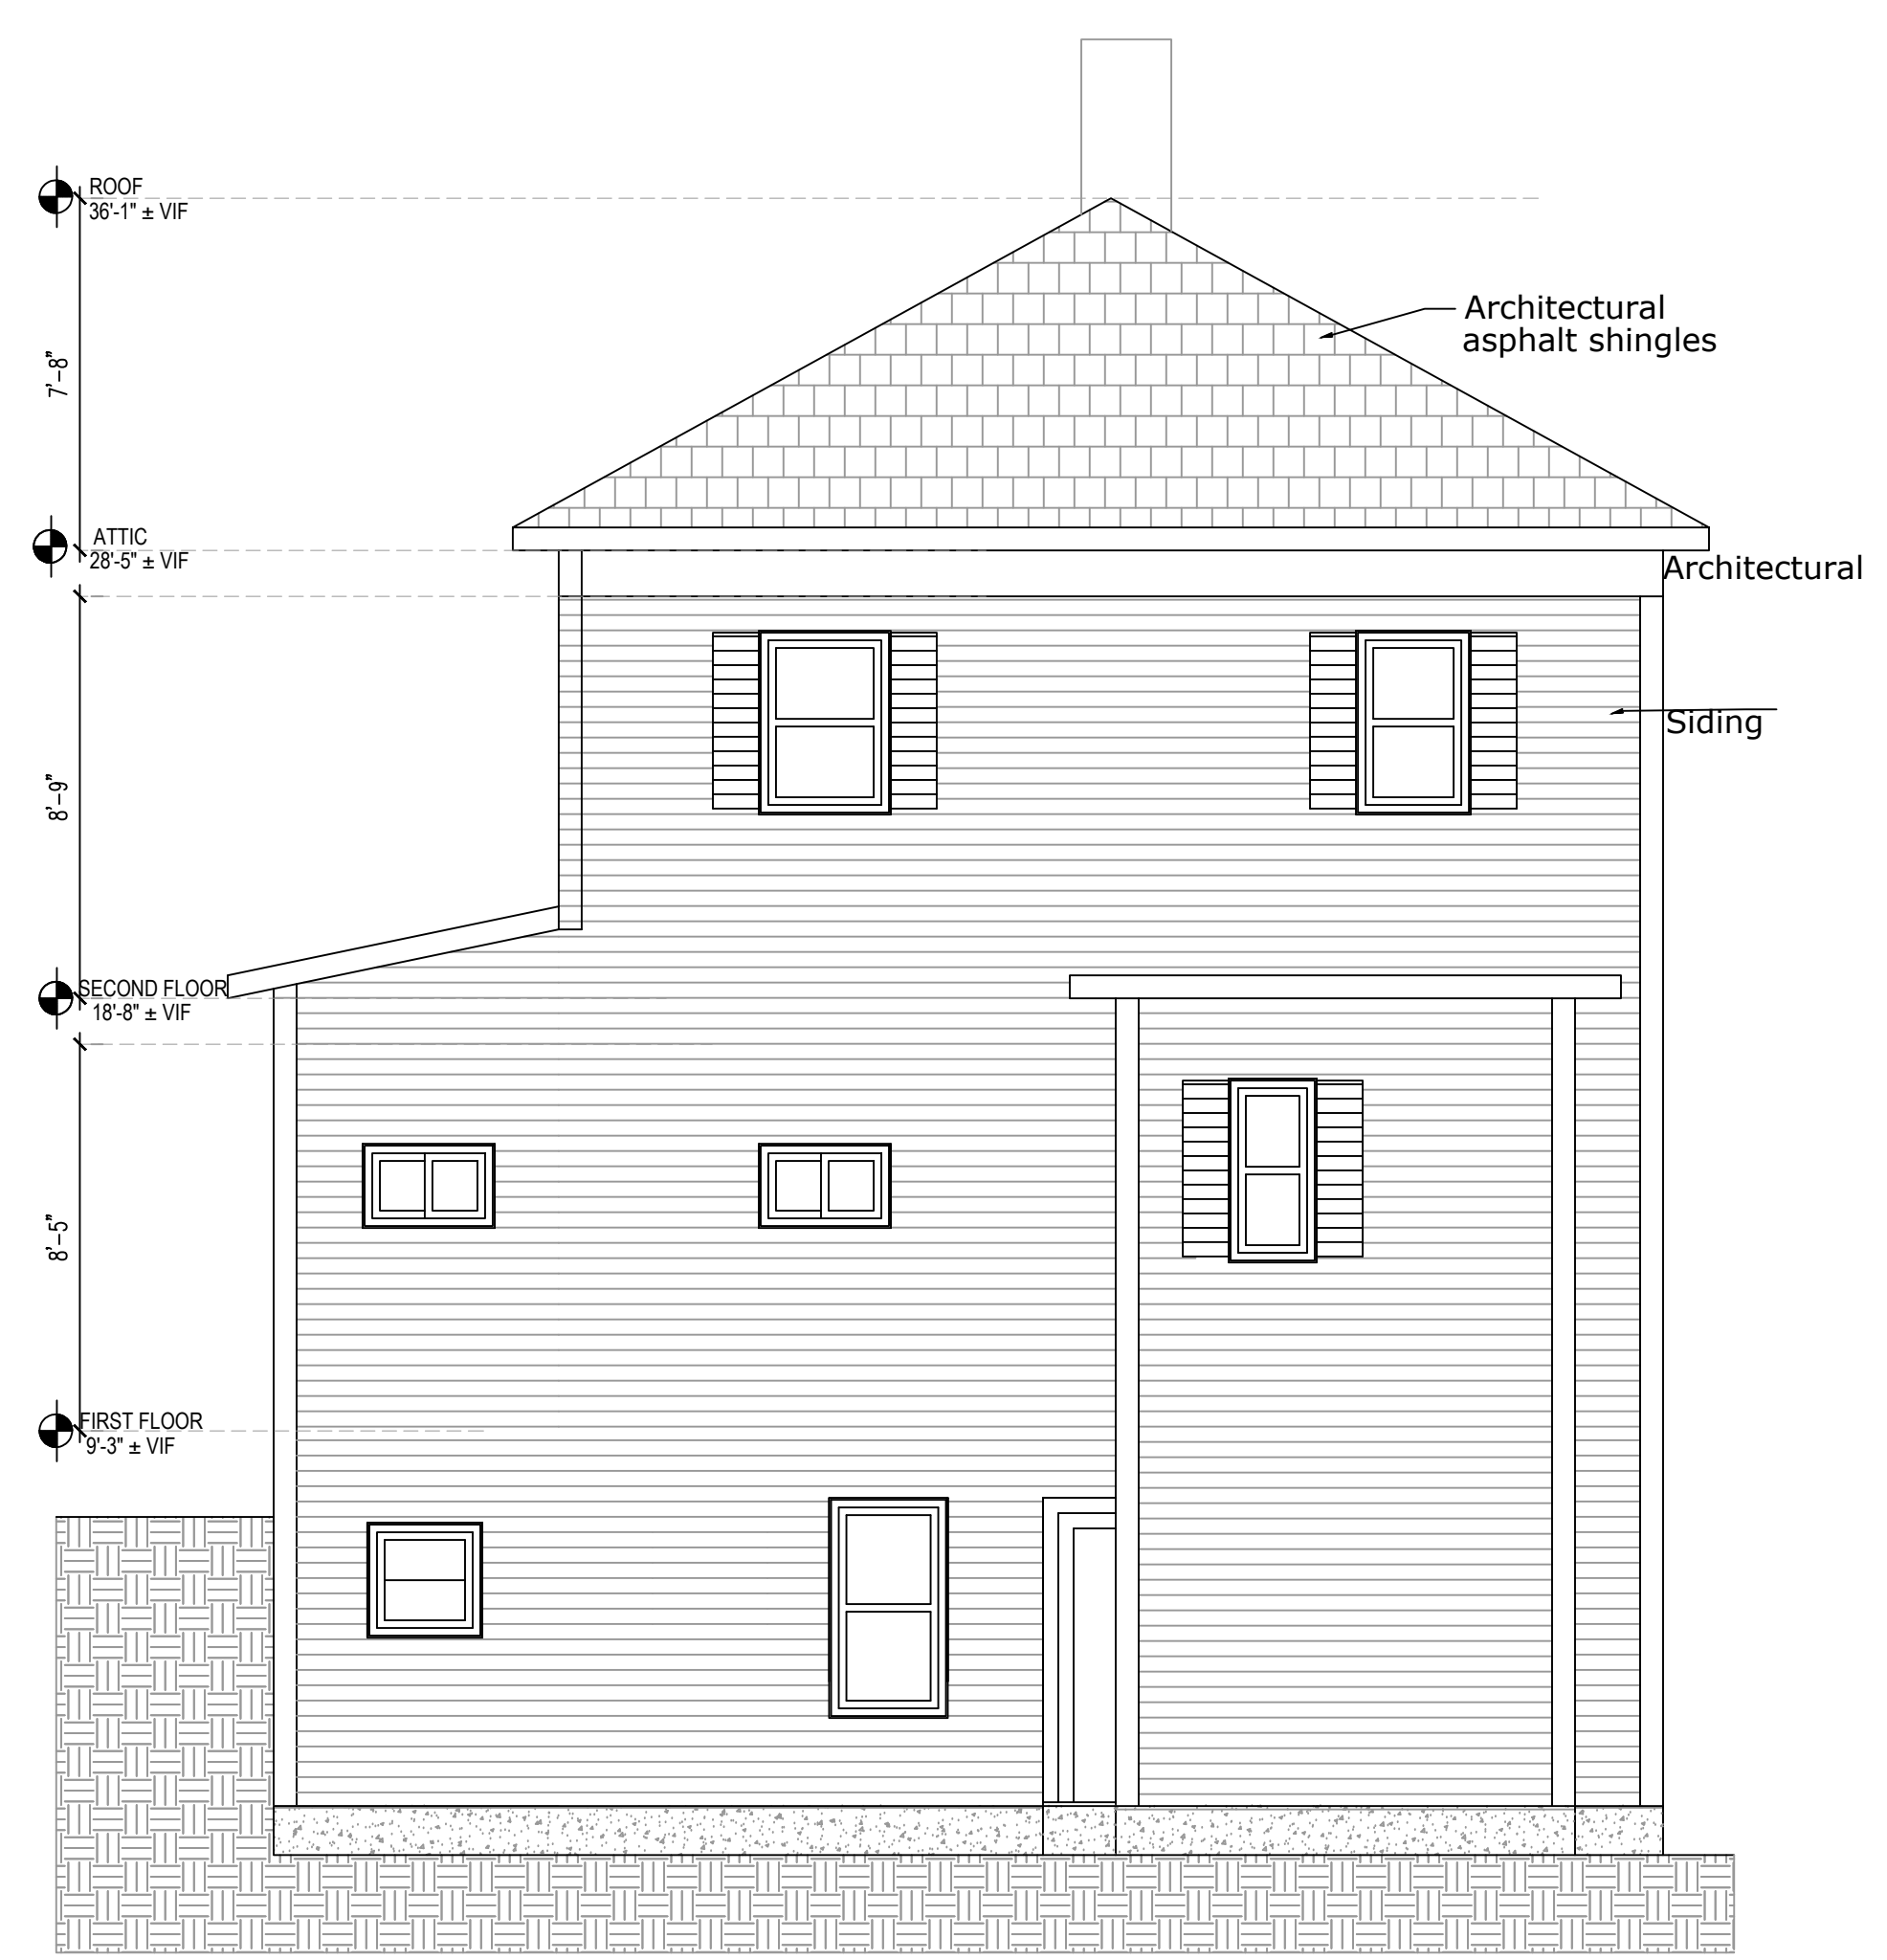 ROOF
36'-1" ± VIF
Architectural
asphalt shingles
7'-8"
ATTIC
28'-5" ± VIF
Architectural
Siding
8'-9"
SECOND FLOOR
18'-8" ± VIF
8'-5"
FIRST FLOOR
9'-3" ± VIF